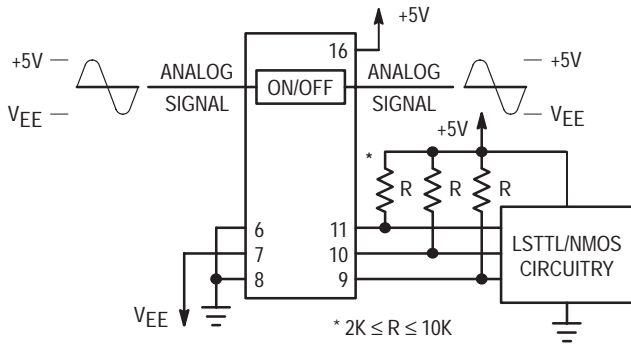 +5V
16
+5V
ANALOG
SIGNAL
ON/OFF
ANALOG
SIGNAL
+5V
VEE
VEE
+5V
*
R
R
R
6
11
7
10
8
9
LSTTL/NMOS
CIRCUITRY
VEE
* 2K ≤ R ≤ 10K